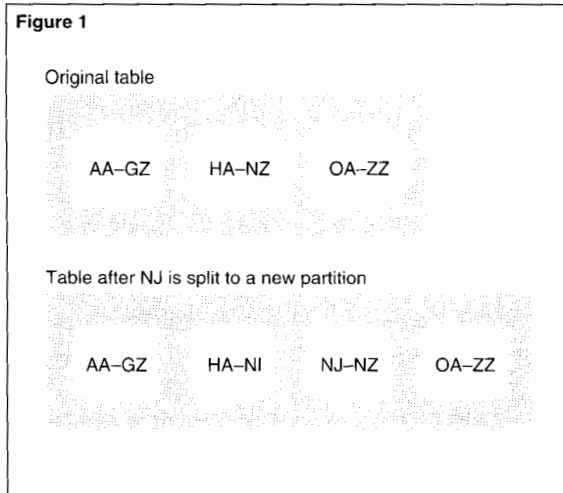 Figure 1
Original table
AA–GZ HA–NZ OA–ZZ
Table after NJ is split to a new partition
AA–GZ HA–NI NJ–NZ OA–ZZ